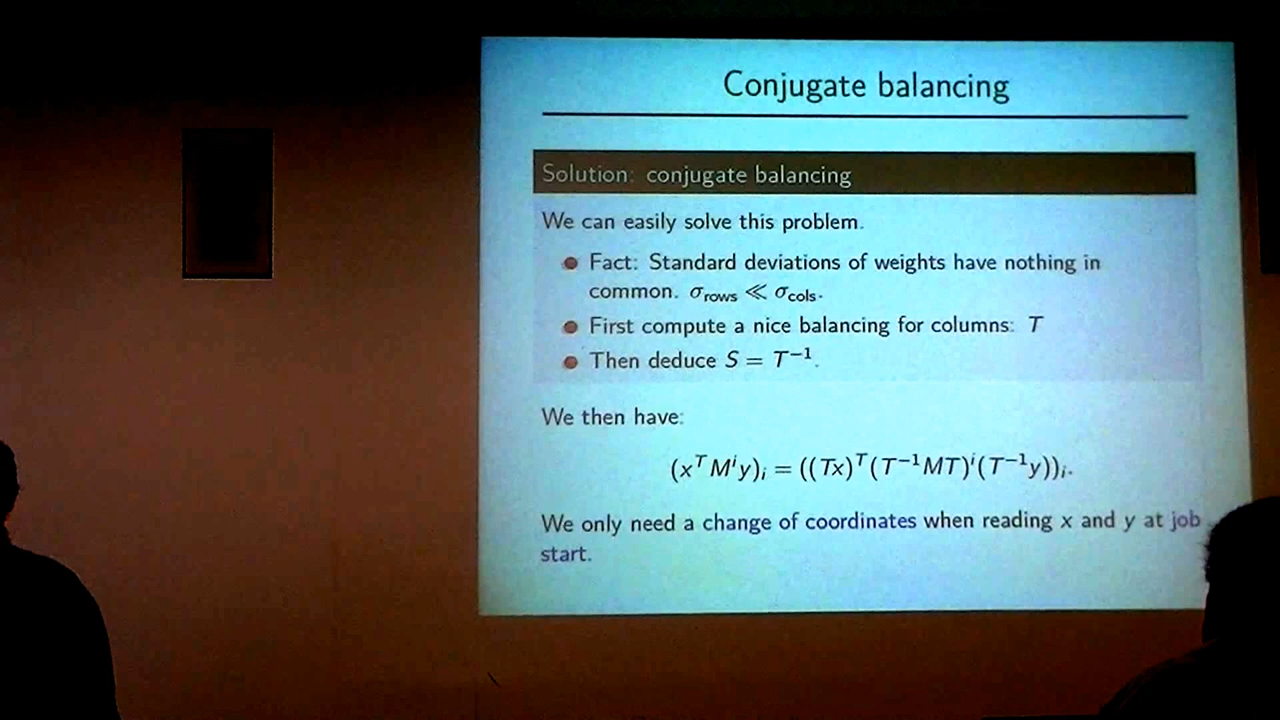 Conjugate balancing
Solution: conjugate balancing
We can easily solve this problem.
● Fact: Standard deviations of weights have nothing in
common. σrows ≪ σcols.
● First compute a nice balancing for columns: T
● Then deduce S = T⁻¹.
We then have:
(xᵀMⁱy)ᵢ = ((Tx)ᵀ(T⁻¹MT)ⁱ(T⁻¹y))ᵢ.
We only need a change of coordinates when reading x and y at job
start.